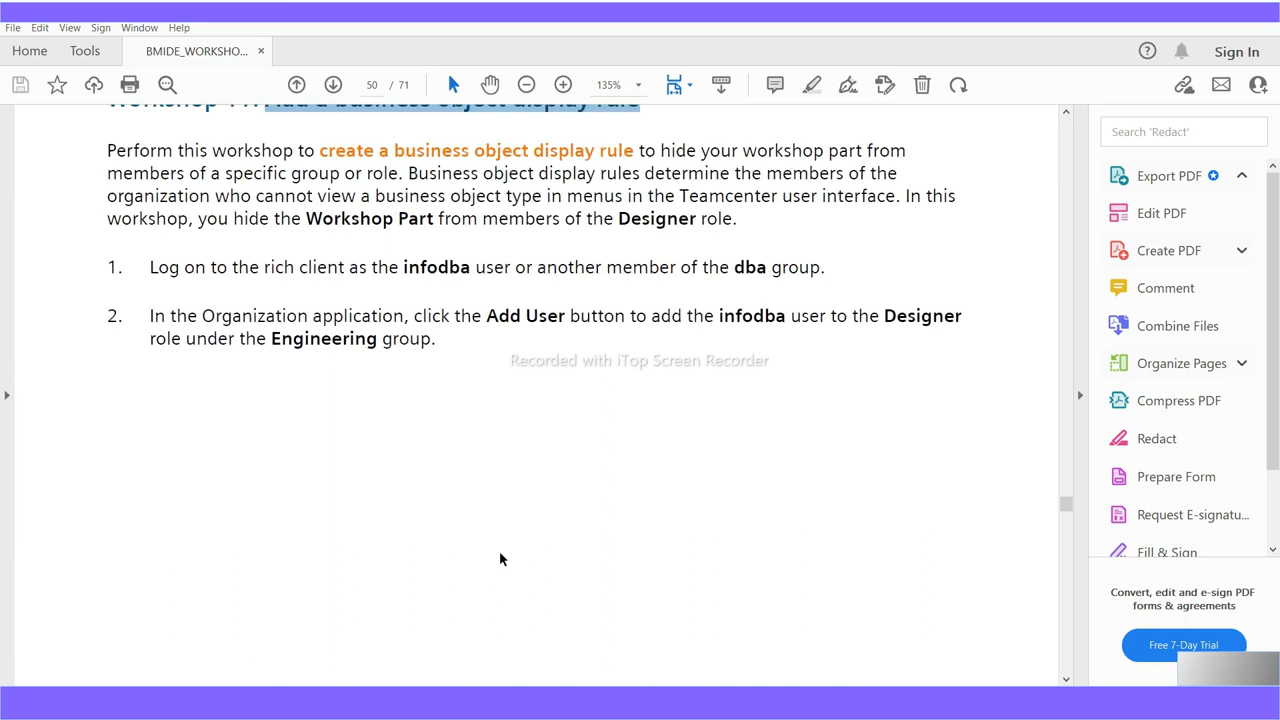 File Edit View Sign Window Help
Home Tools BMIDE_WORKSHO... × Sign In
50 / 71 135%
Add a business object display rule
Perform this workshop to create a business object display rule to hide your workshop part from
members of a specific group or role. Business object display rules determine the members of the
organization who cannot view a business object type in menus in the Teamcenter user interface. In this
workshop, you hide the Workshop Part from members of the Designer role.
1. Log on to the rich client as the infodba user or another member of the dba group.
2. In the Organization application, click the Add User button to add the infodba user to the Designer
role under the Engineering group.
Recorded with iTop Screen Recorder
Search 'Redact'
Export PDF
Edit PDF
Create PDF
Comment
Combine Files
Organize Pages
Compress PDF
Redact
Prepare Form
Request E-signatu...
Fill & Sign
Convert, edit and e-sign PDF
forms & agreements
Free 7-Day Trial